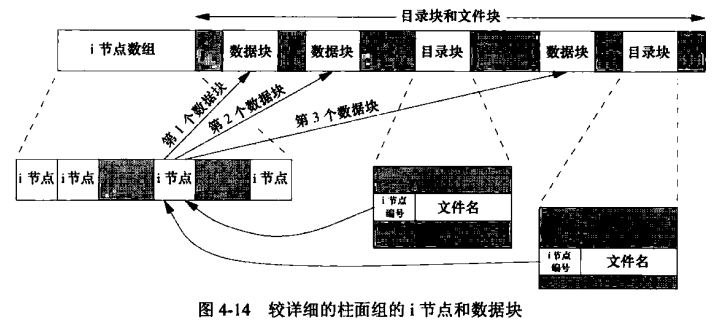 目录块和文件块
i 节点数组
数据块
数据块
目录块
数据块
目录块
第 1 个数据块
第 2 个数据块
第 3 个数据块
i 节点
i 节点
i 节点
i 节点
i 节点
编号
文件名
i 节点
编号
文件名
图 4-14 较详细的柱面组的 i 节点和数据块